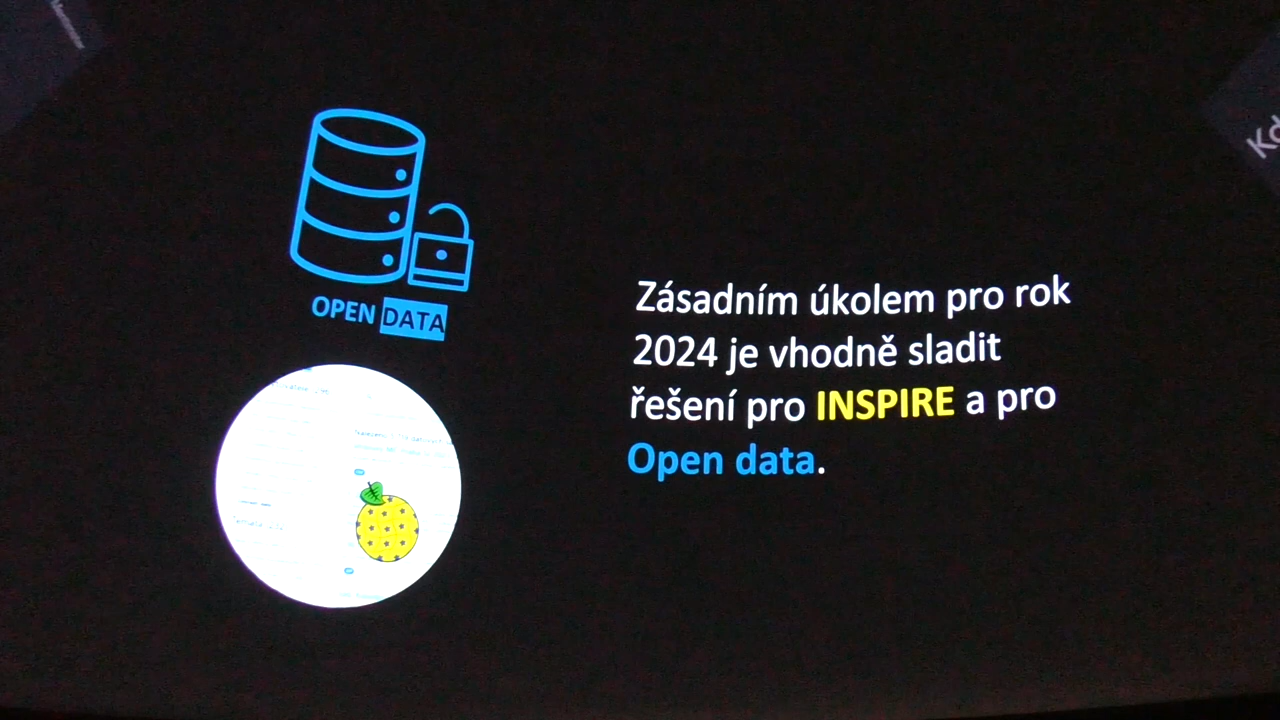 OPEN DATA
Zásadním úkolem pro rok
2024 je vhodně sladit
řešení pro INSPIRE a pro
Open data.